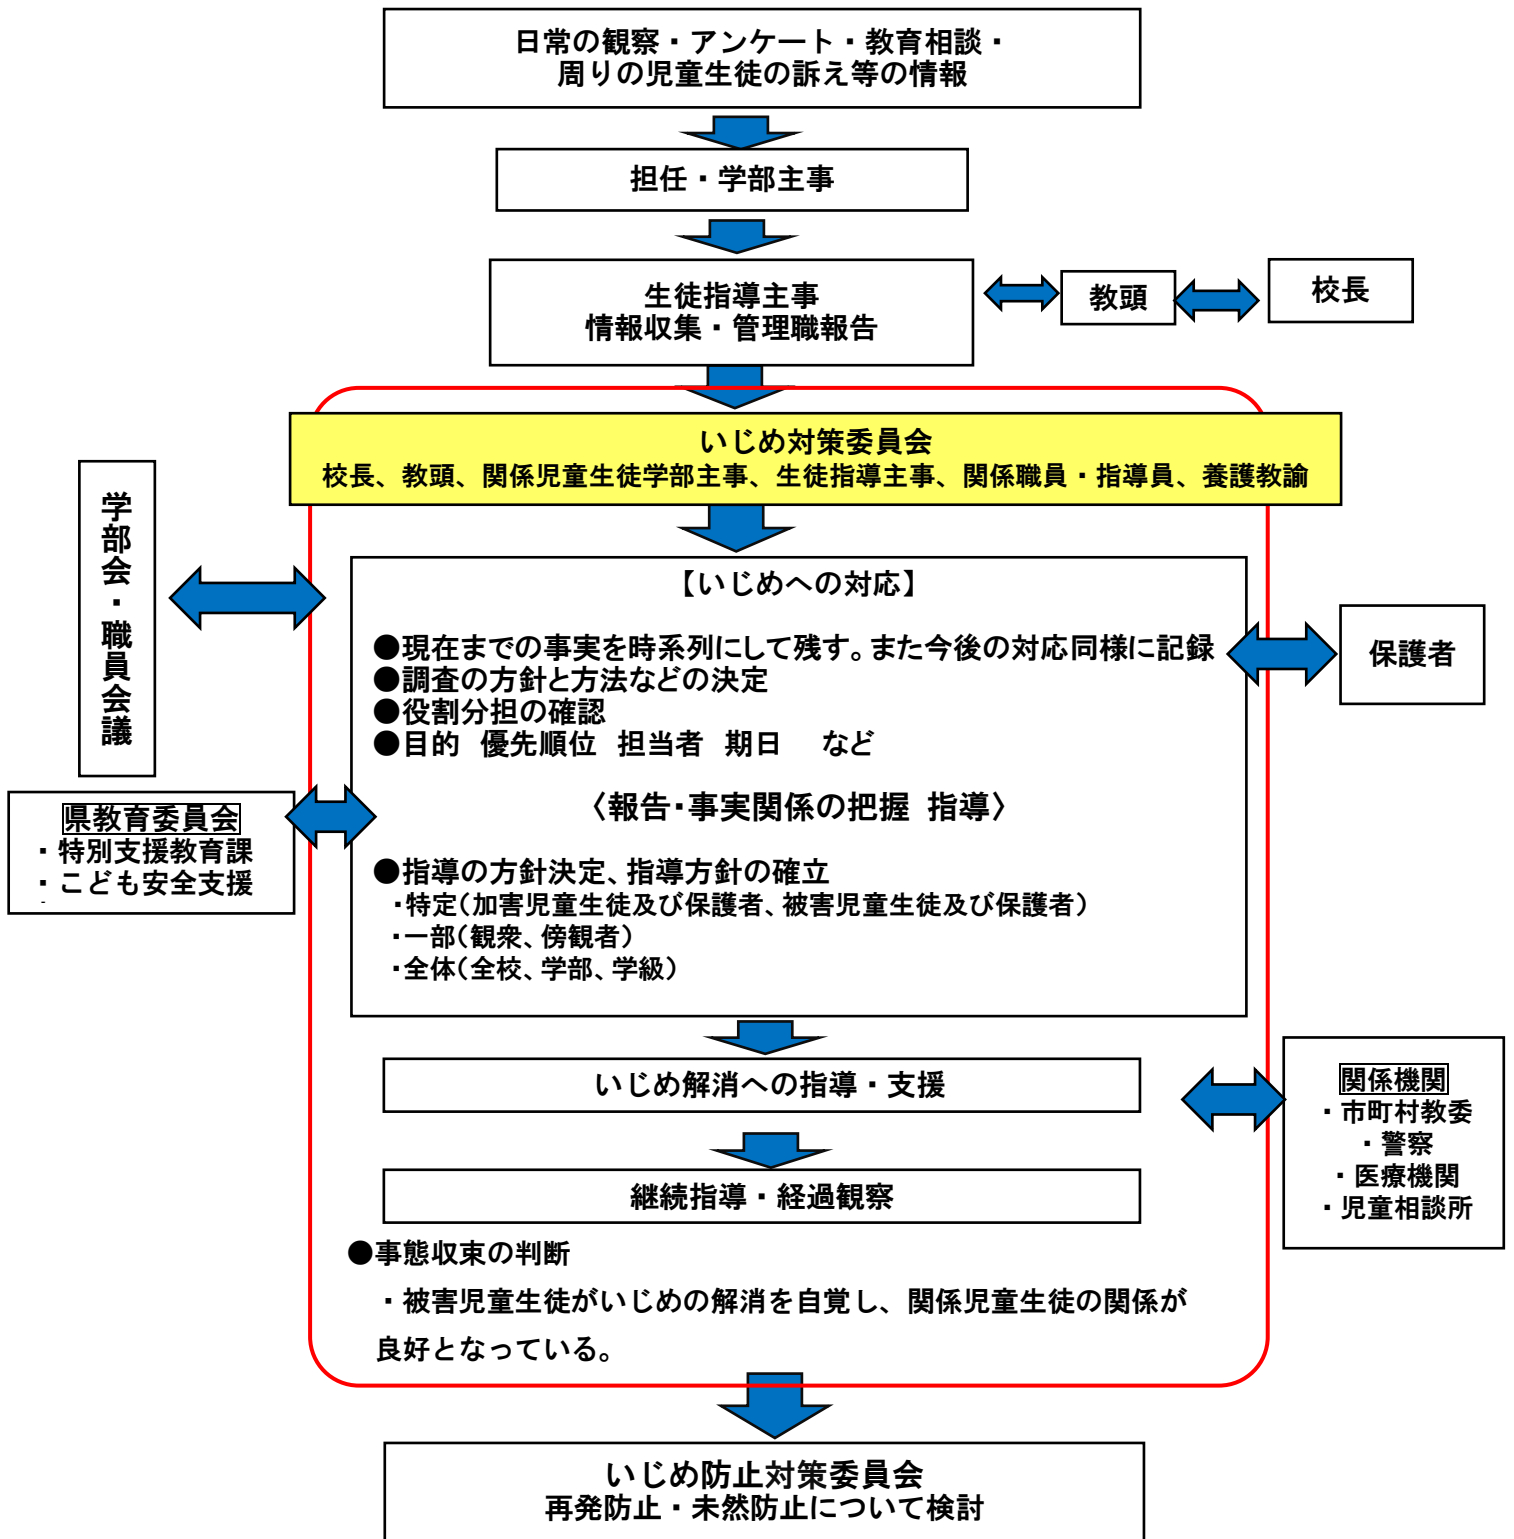 日常の観察・アンケート・教育相談・
周りの児童生徒の訴え等の情報
担任・学部主事
生徒指導主事
情報収集・管理職報告
教頭
校長
いじめ対策委員会
校長、教頭、関係児童生徒学部主事、生徒指導主事、関係職員・指導員、養護教諭
学部会・職員会議
【いじめへの対応】
●現在までの事実を時系列にして残す。また今後の対応同様に記録
●調査の方針と方法などの決定
●役割分担の確認
●目的　優先順位　担当者　期日　など
保護者
〈報告・事実関係の把握 指導〉
県教育委員会
・特別支援教育課
・こども安全支援
●指導の方針決定、指導方針の確立
・特定（加害児童生徒及び保護者、被害児童生徒及び保護者）
・一部（観衆、傍観者）
・全体（全校、学部、学級）
いじめ解消への指導・支援
関係機関
・市町村教委
・警察
・医療機関
・児童相談所
継続指導・経過観察
●事態収束の判断
・被害児童生徒がいじめの解消を自覚し、関係児童生徒の関係が
良好となっている。
いじめ防止対策委員会
再発防止・未然防止について検討